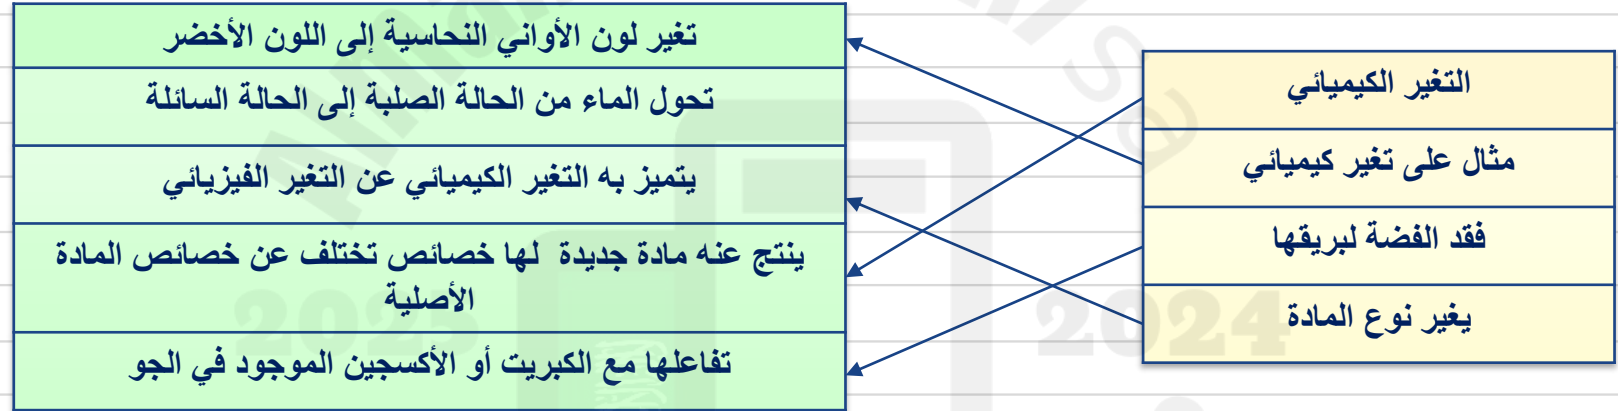 التغير الكيميائي
مثال على تغير كيميائي
فقد الفضة لبريقها
يغير نوع المادة
تغير لون الأواني النحاسية إلى اللون الأخضر
تحول الماء من الحالة الصلبة إلى الحالة السائلة
يتميز به التغير الكيميائي عن التغير الفيزيائي
ينتج عنه مادة جديدة لها خصائص تختلف عن خصائص المادة
الأصلية
تفاعلها مع الكبريت أو الأكسجين الموجود في الجو
2025
2024